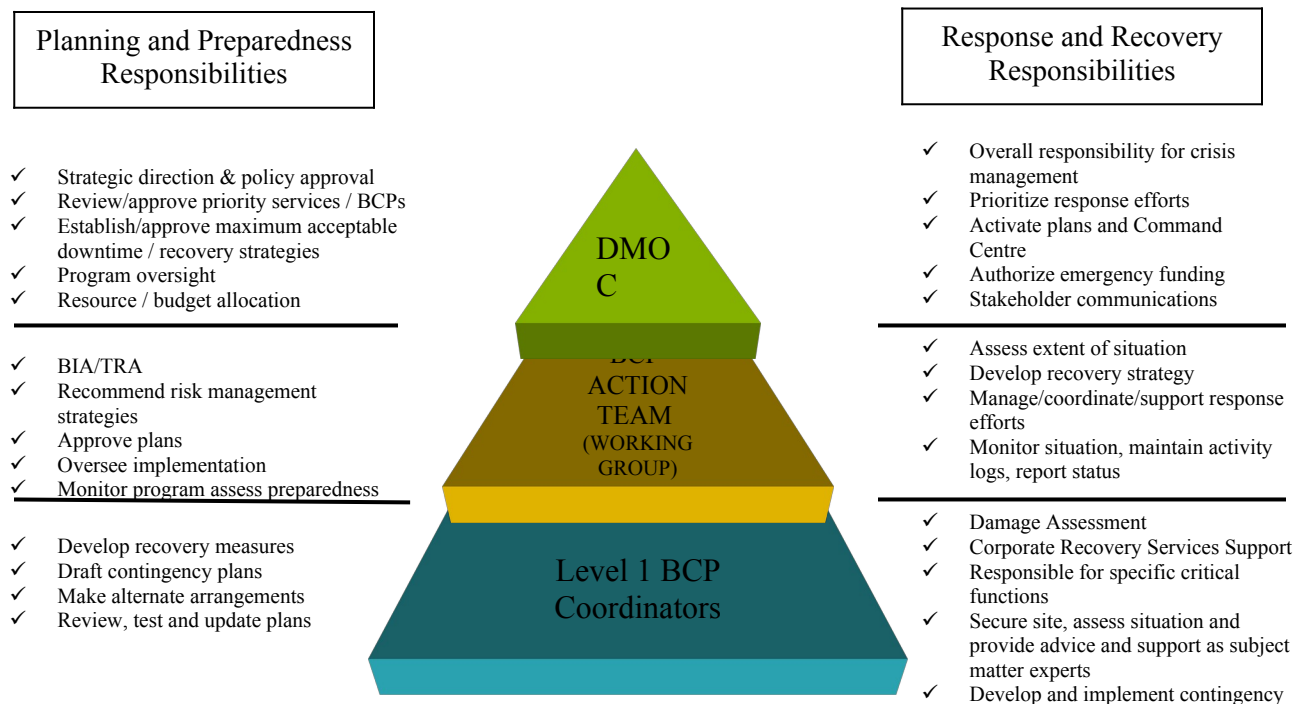 Planning and Preparedness
Responsibilities
✓ Strategic direction & policy approval
✓ Review/approve priority services / BCPs
✓ Establish/approve maximum acceptable
downtime / recovery strategies
✓ Program oversight
✓ Resource / budget allocation
✓ BIA/TRA
✓ Recommend risk management
strategies
✓ Approve plans
✓ Oversee implementation
✓ Monitor program assess preparedness
✓ Develop recovery measures
✓ Draft contingency plans
✓ Make alternate arrangements
✓ Review, test and update plans
DMO
C
BCP
ACTION
TEAM
(WORKING
GROUP)
Level 1 BCP
Coordinators
Response and Recovery
Responsibilities
✓ Overall responsibility for crisis
management
✓ Prioritize response efforts
✓ Activate plans and Command
Centre
✓ Authorize emergency funding
✓ Stakeholder communications
✓ Assess extent of situation
✓ Develop recovery strategy
✓ Manage/coordinate/support response
efforts
✓ Monitor situation, maintain activity
logs, report status
✓ Damage Assessment
✓ Corporate Recovery Services Support
✓ Responsible for specific critical
functions
✓ Secure site, assess situation and
provide advice and support as subject
matter experts
✓ Develop and implement contingency